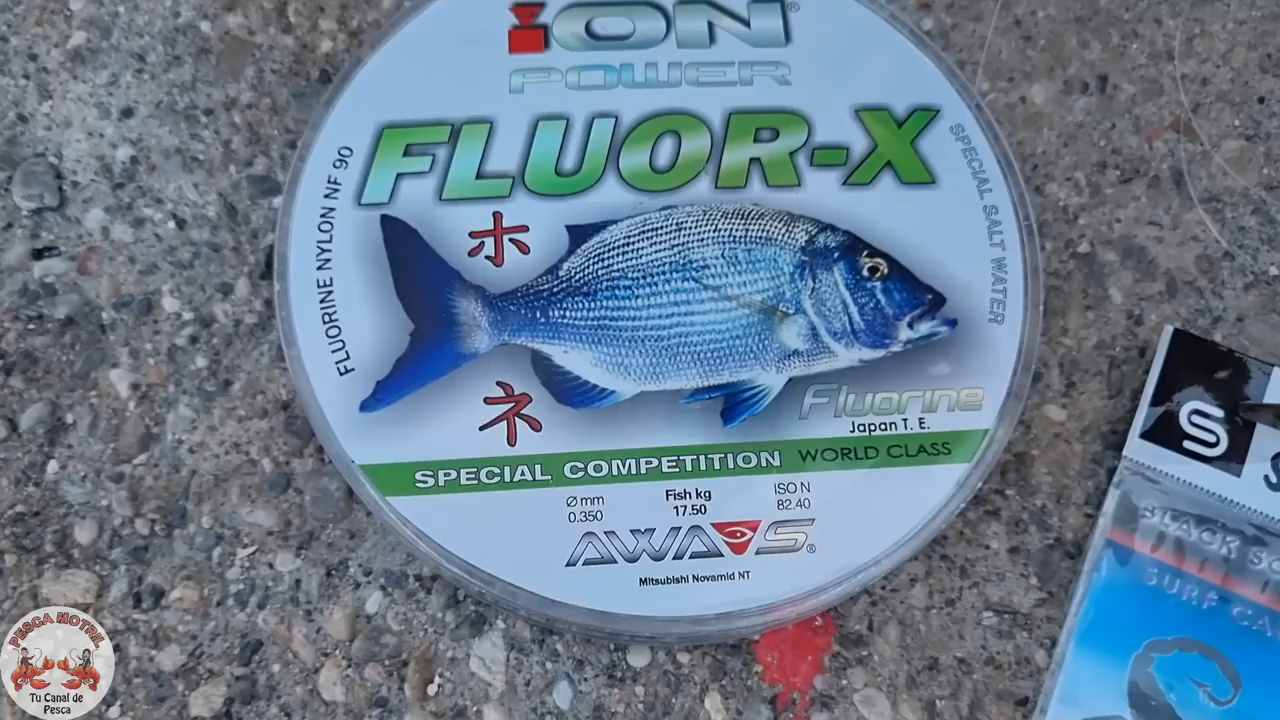 iON®
POWER
FLUOR-X
FLUORINE NYLON NF 90
SPECIAL SALT WATER
ホ
ネ
Fluorine
Japan T. E.
SPECIAL COMPETITION WORLD CLASS
Ø mm Fish kg ISO N
0.350 17.50 82.40
AWA-S®
Mitsubishi Novamid NT
S
BLACK
SURF
PESCA MOTRIL
Tu Canal de
Pesca